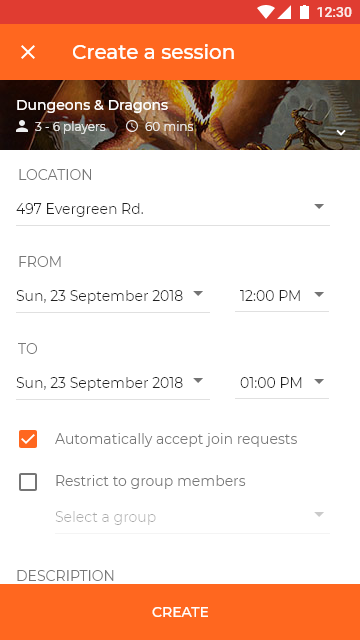 12:30
Create a session
Dungeons & Dragons
3 - 6 players 60 mins
LOCATION
497 Evergreen Rd.
FROM
Sun, 23 September 2018 12:00 PM
TO
Sun, 23 September 2018 01:00 PM
Automatically accept join requests
Restrict to group members
Select a group
DESCRIPTION
CREATE